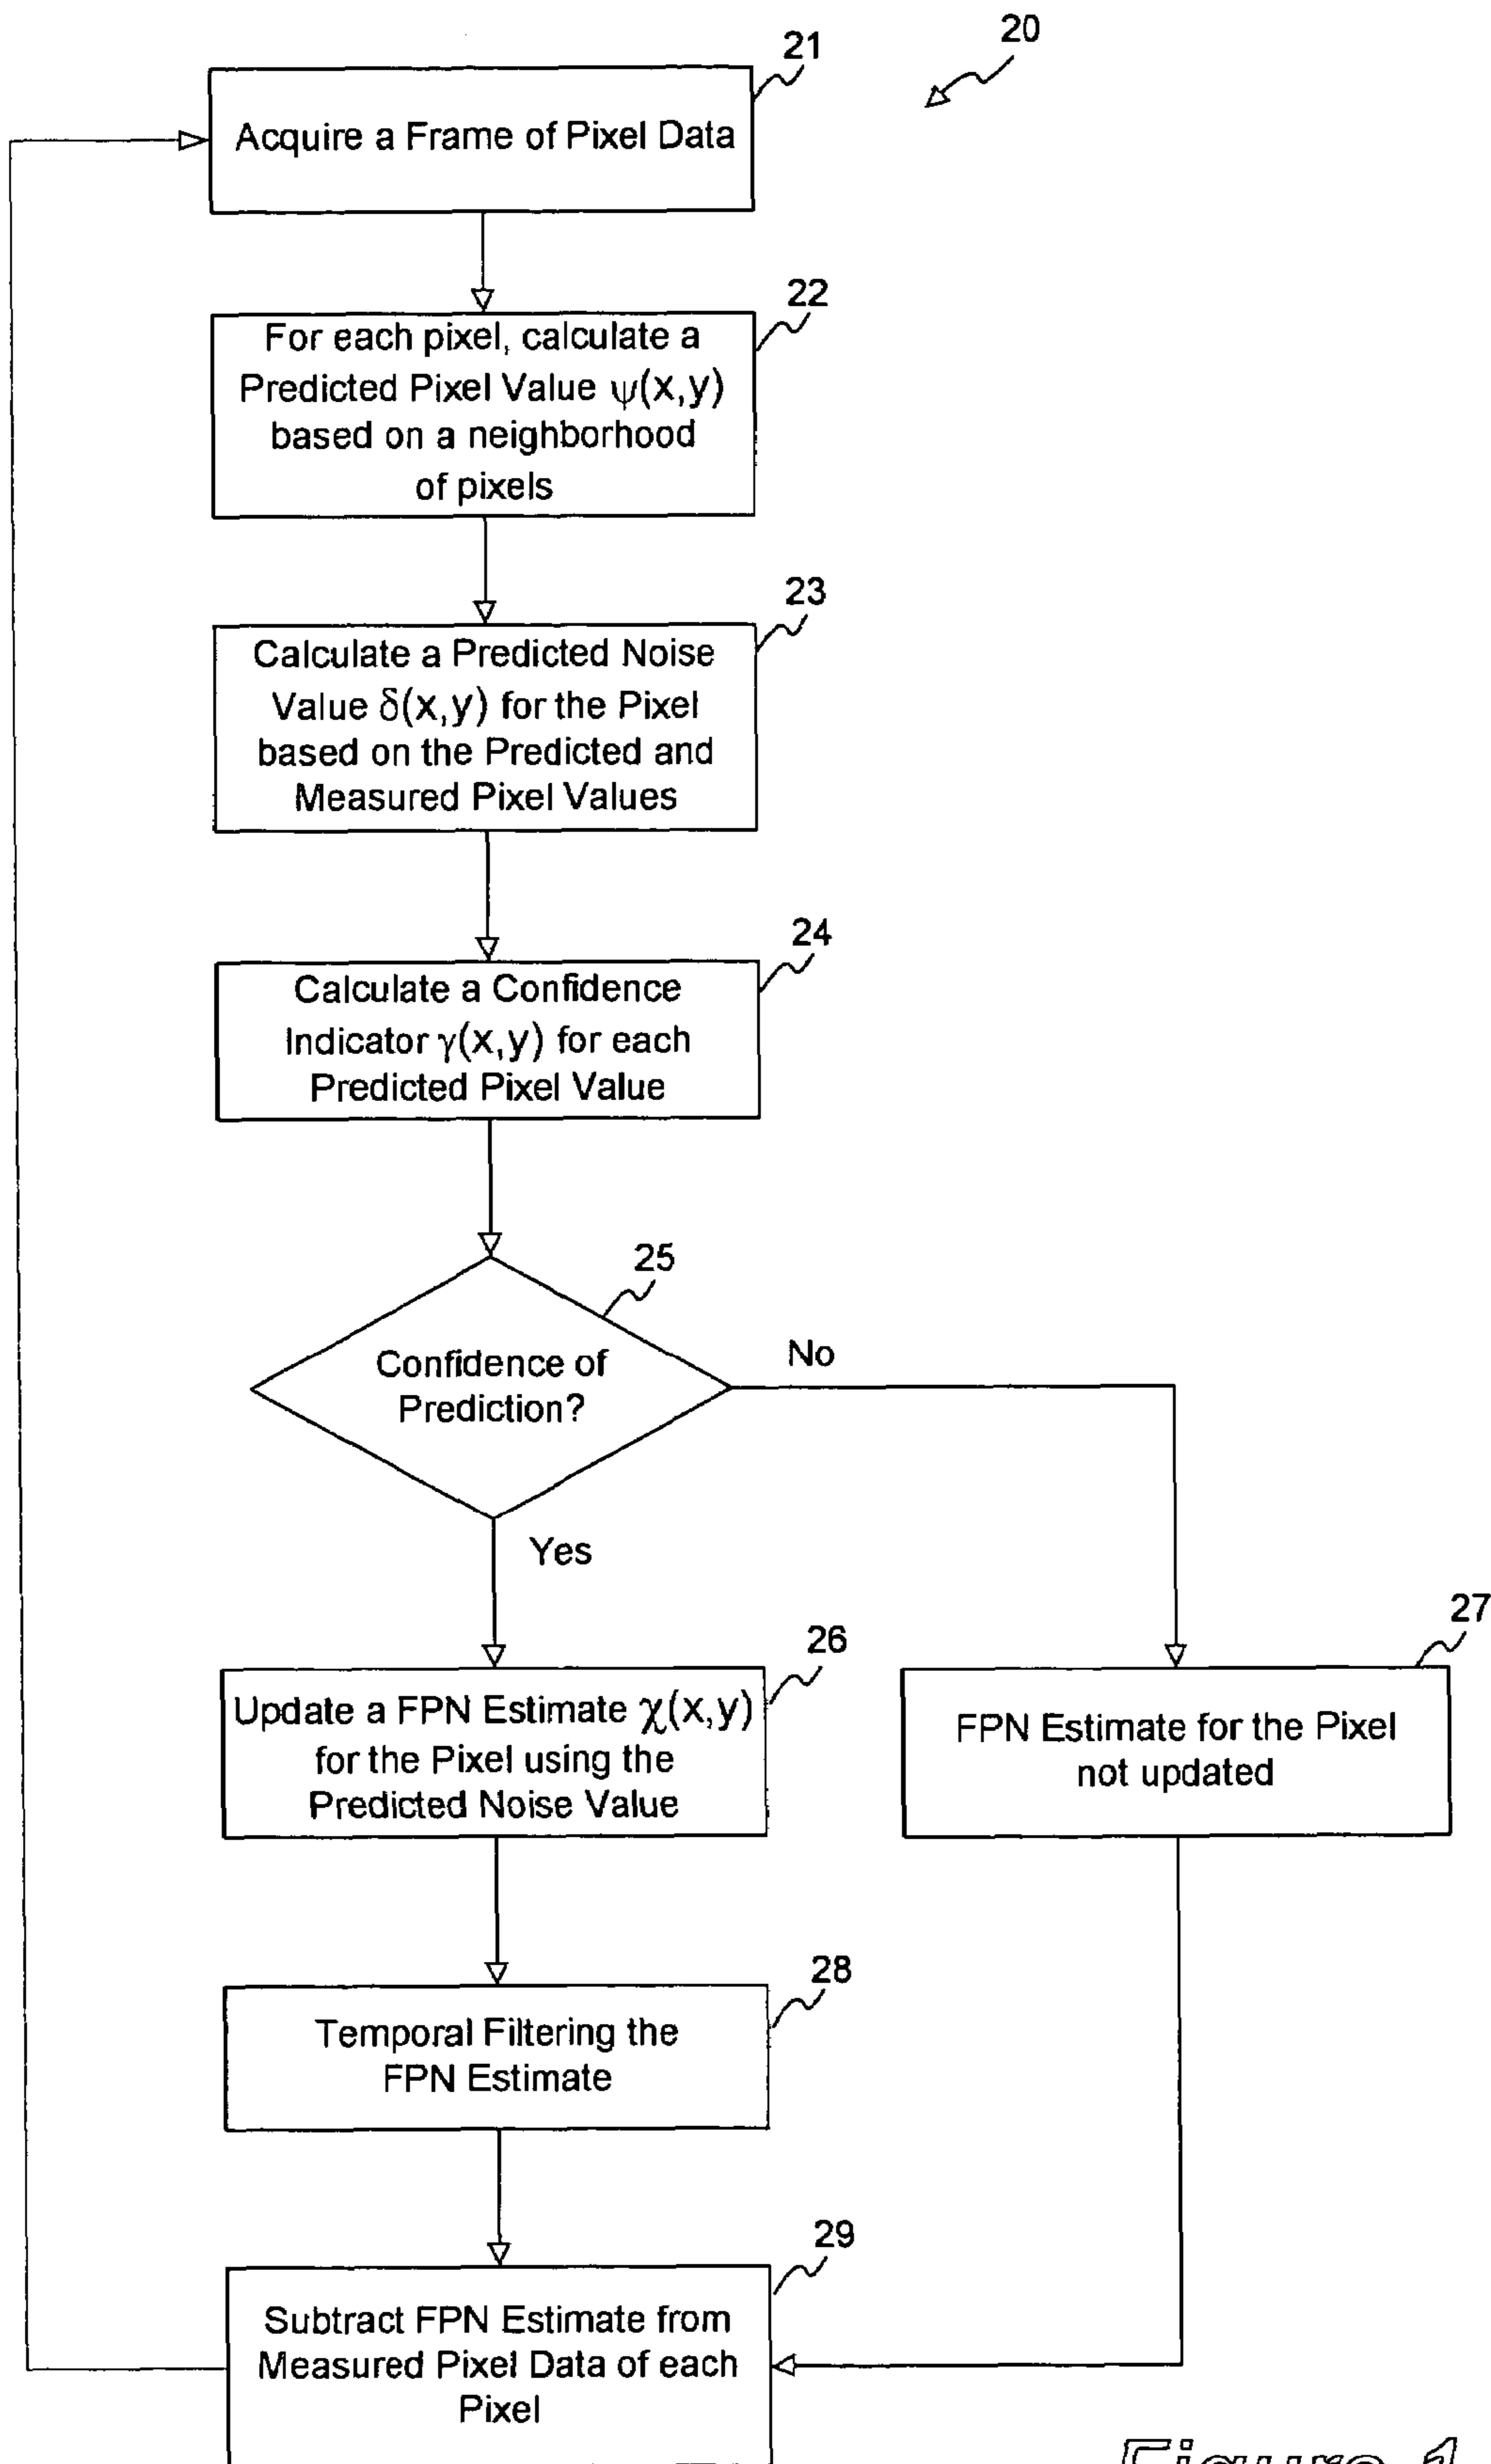 20
21
Acquire a Frame of Pixel Data
22
For each pixel, calculate a
Predicted Pixel Value ψ(x,y)
based on a neighborhood
of pixels
23
Calculate a Predicted Noise
Value δ(x,y) for the Pixel
based on the Predicted and
Measured Pixel Values
24
Calculate a Confidence
Indicator γ(x,y) for each
Predicted Pixel Value
25
Confidence of
Prediction?
No
Yes
26
Update a FPN Estimate χ(x,y)
for the Pixel using the
Predicted Noise Value
27
FPN Estimate for the Pixel
not updated
28
Temporal Filtering the
FPN Estimate
29
Subtract FPN Estimate from
Measured Pixel Data of each
Pixel
Figure 1